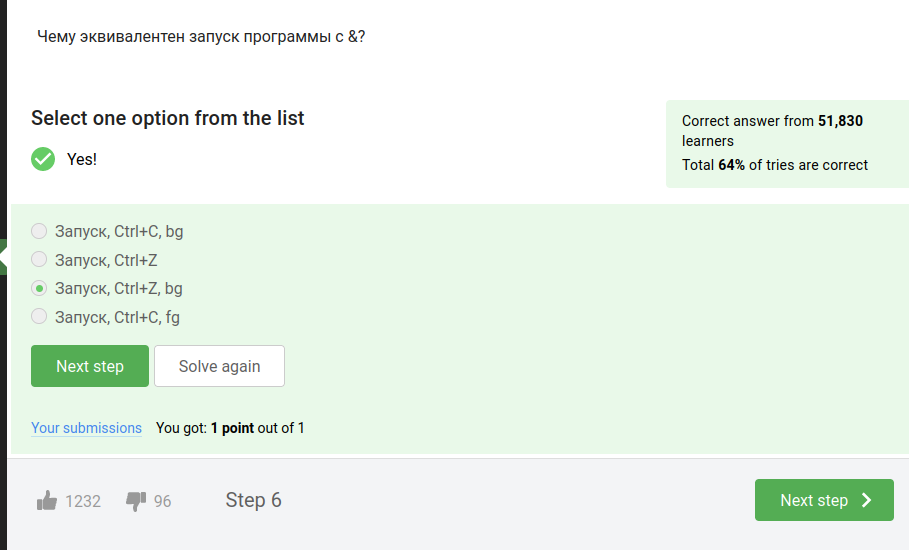 Чему эквивалентен запуск программы с &?
Select one option from the list
Yes!
Correct answer from 51,830
learners
Total 64% of tries are correct
Запуск, Ctrl+C, bg
Запуск, Ctrl+Z
Запуск, Ctrl+Z, bg
Запуск, Ctrl+C, fg
Next step
Solve again
Your submissions You got: 1 point out of 1
1232
96
Step 6
Next step